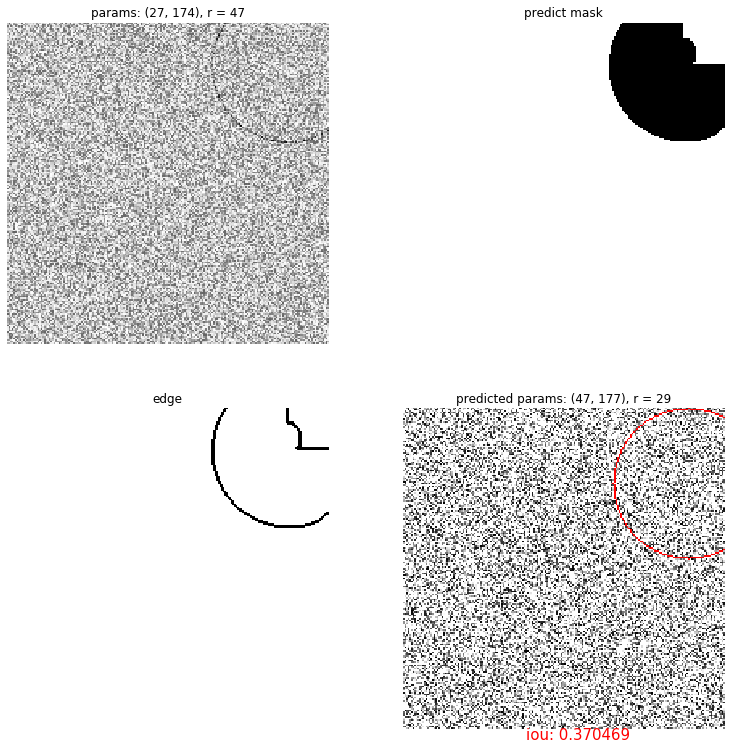 params: (27, 174), r = 47
predict mask
edge
predicted params: (47, 177), r = 29
iou: 0.370469